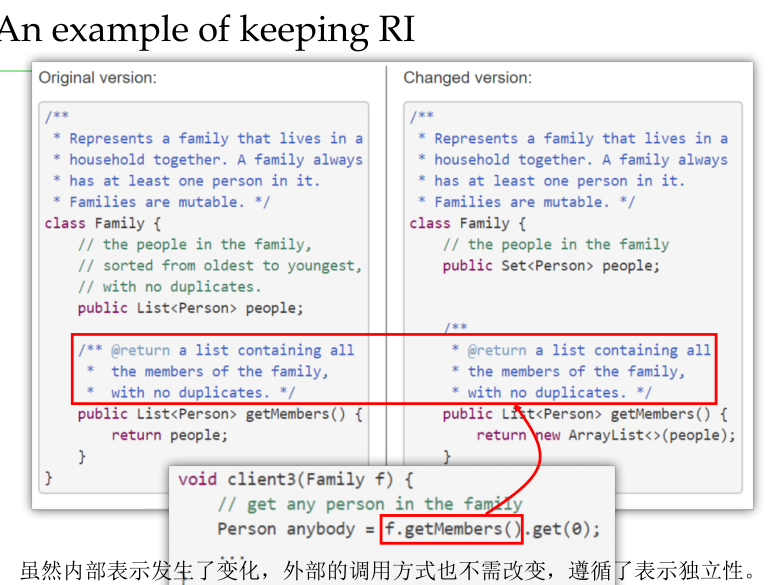 An example of keeping RI
Original version:
/**
* Represents a family that lives in a
* household together. A family always
* has at least one person in it.
* Families are mutable. */
class Family {
// the people in the family,
// sorted from oldest to youngest,
// with no duplicates.
public List<Person> people;
/** @return a list containing all
* the members of the family,
* with no duplicates. */
public List<Person> getMembers() {
return people;
}
}
Changed version:
/**
* Represents a family that lives in a
* household together. A family always
* has at least one person in it.
* Families are mutable. */
class Family {
// the people in the family
public Set<Person> people;
/**
* @return a list containing all
* the members of the family,
* with no duplicates. */
public List<Person> getMembers() {
return new ArrayList<>(people);
}
void client3(Family f) {
// get any person in the family
Person anybody = f.getMembers().get(0);
...
虽然内部表示发生了变化，外部的调用方式也不需改变，遵循了表示独立性。